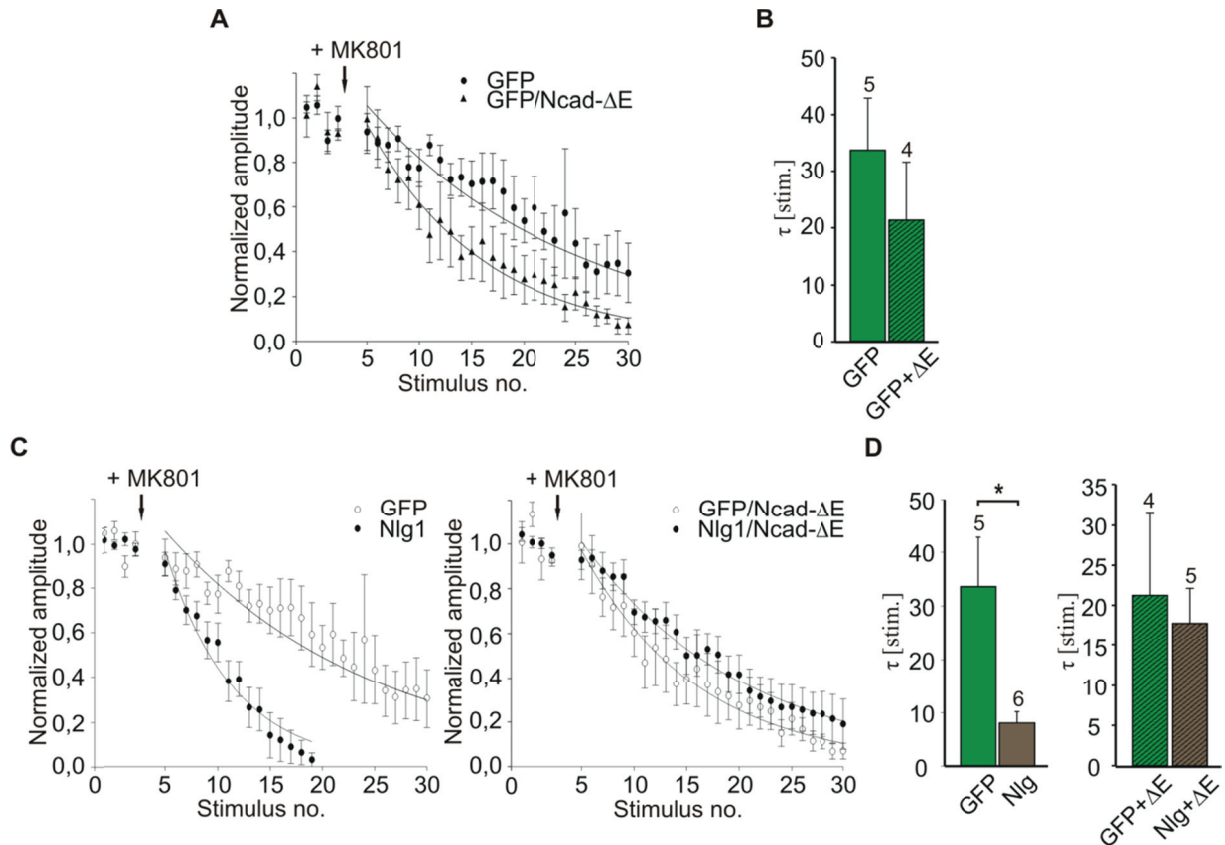 A
+ MK801
GFP
GFP/Ncad-ΔE
Normalized amplitude
1,0
0,8
0,6
0,4
0,2
0,0
0 5 10 15 20 25 30
Stimulus no.
B
τ [stim.]
50
40
30
20
10
0
5
4
GFP
GFP+ΔE
C
+ MK801
GFP
Nlg1
Normalized amplitude
1,0
0,8
0,6
0,4
0,2
0,0
0 5 10 15 20 25 30
Stimulus no.
+ MK801
GFP/Ncad-ΔE
Nlg1/Ncad-ΔE
Normalized amplitude
1,0
0,8
0,6
0,4
0,2
0,0
0 5 10 15 20 25 30
Stimulus no.
D
τ [stim.]
50
40
30
20
10
0
*
5
6
GFP
Nlg
τ [stim.]
35
30
25
20
15
10
5
0
4
5
GFP+ΔE
Nlg+ΔE